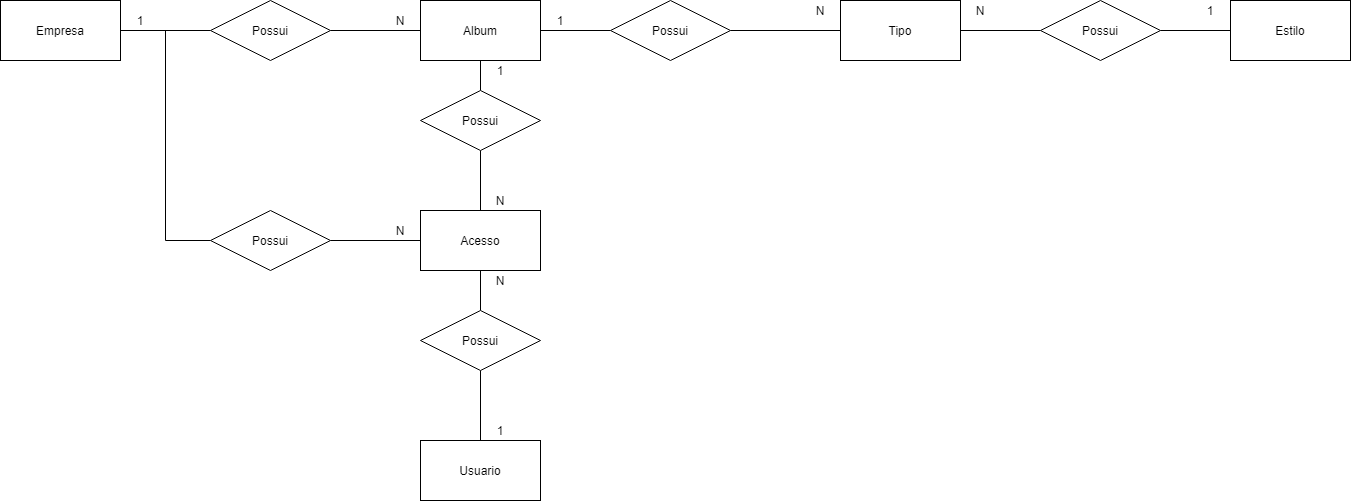 Empresa
1
Possui
N
Album
1
Possui
N
Tipo
N
Possui
1
Estilo
1
Possui
N
Possui
N
Acesso
N
Possui
1
Usuario